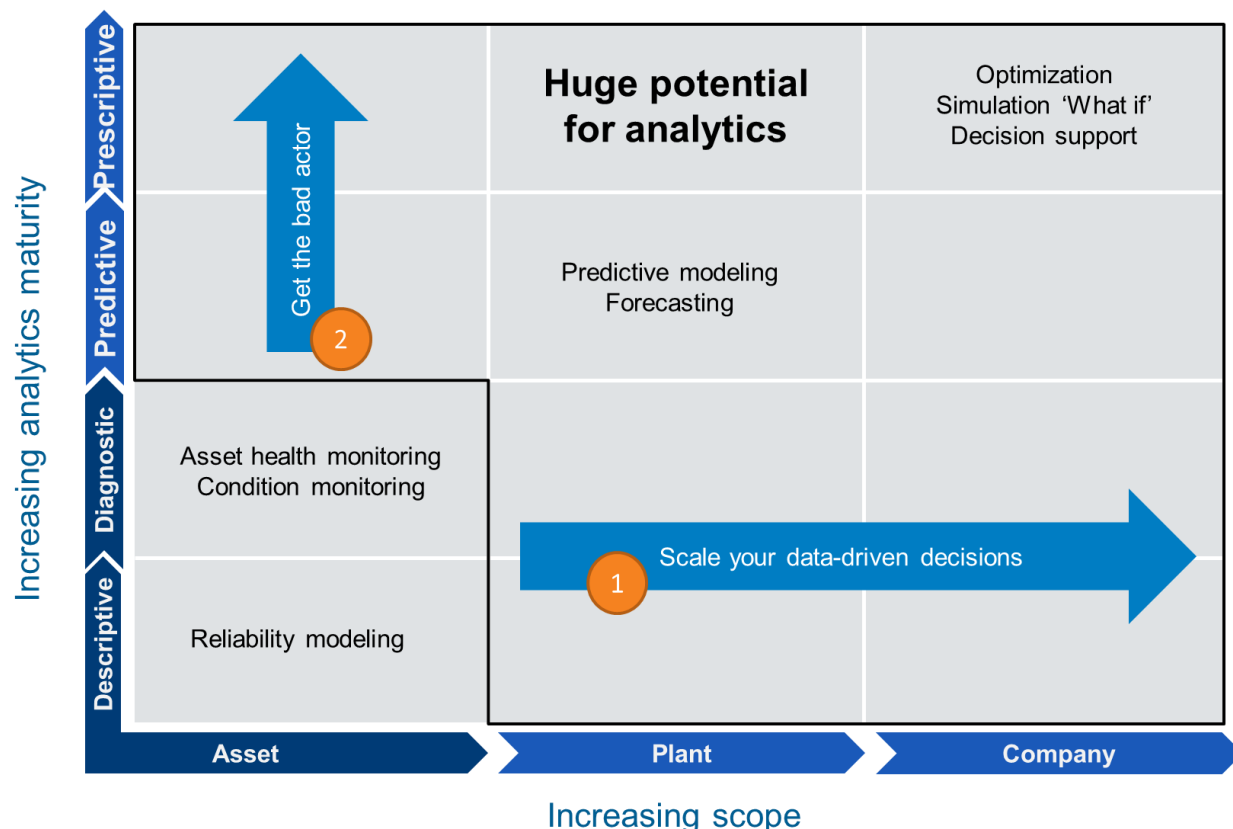 Increasing analytics maturity
Prescriptive
Predictive
Diagnostic
Descriptive
Get the bad actor
2
Huge potential
for analytics
Optimization
Simulation ‘What if’
Decision support
Predictive modeling
Forecasting
Asset health monitoring
Condition monitoring
Scale your data-driven decisions
1
Reliability modeling
Asset
Plant
Company
Increasing scope